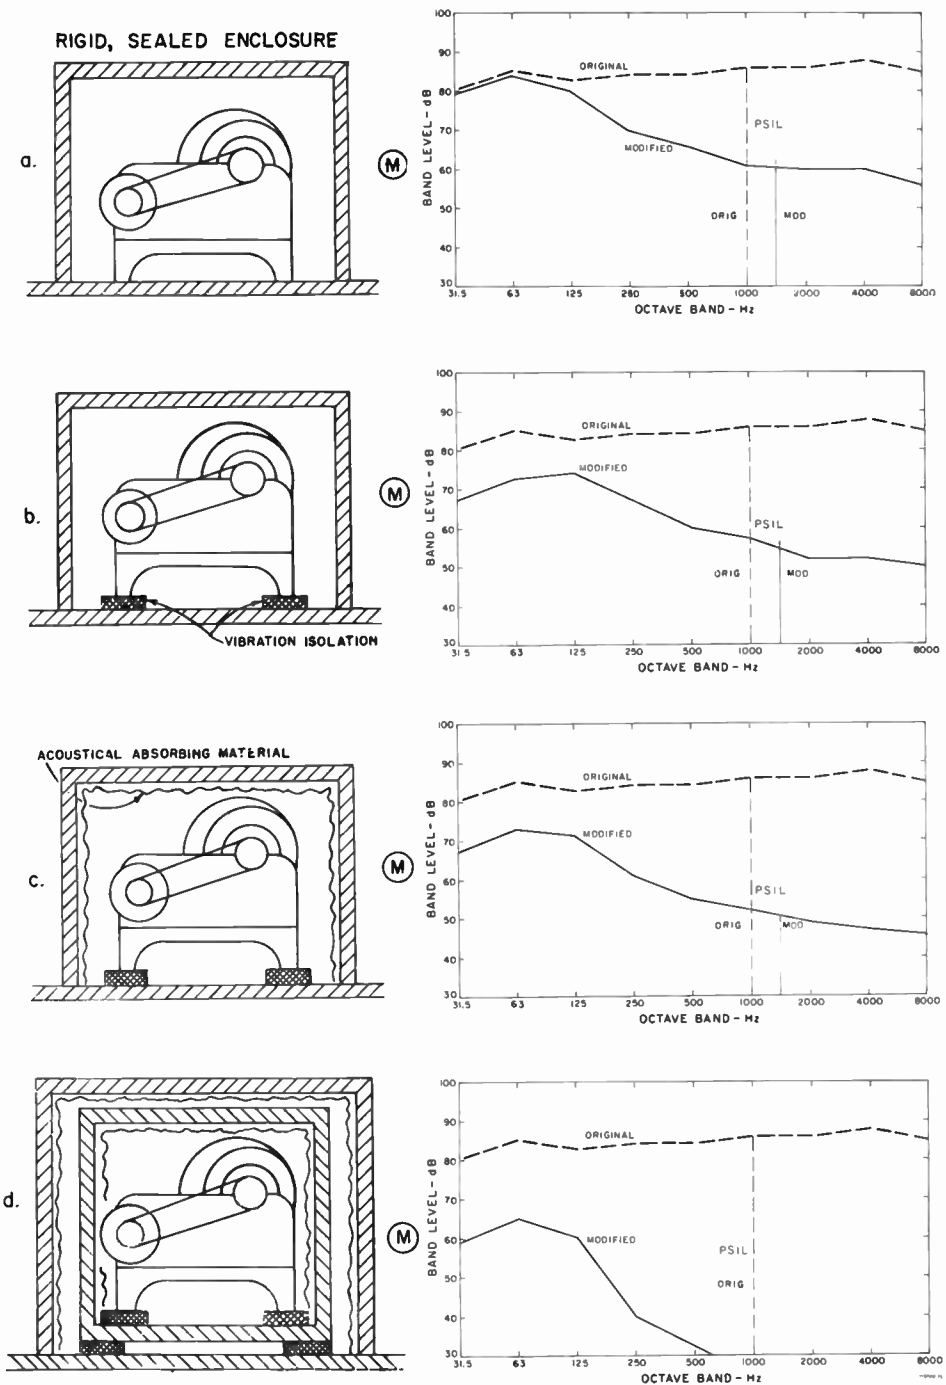 RIGID, SEALED ENCLOSURE
a.
M
BAND LEVEL - dB
100
90
80
70
60
50
40
30
ORIGINAL
MODIFIED
PSIL
ORIG
MOD
31.5 63 125 250 500 1000 2000 4000 8000
OCTAVE BAND - Hz
b.
VIBRATION ISOLATION
M
BAND LEVEL - dB
100
90
80
70
60
50
40
30
ORIGINAL
MODIFIED
PSIL
ORIG
MOD
31.5 63 125 250 500 1000 2000 4000 8000
OCTAVE BAND - Hz
ACOUSTICAL ABSORBING MATERIAL
c.
M
BAND LEVEL - dB
100
90
80
70
60
50
40
30
ORIGINAL
MODIFIED
PSIL
ORIG
MOD
31.5 63 125 250 500 1000 2000 4000 8000
OCTAVE BAND - Hz
d.
M
BAND LEVEL - dB
100
90
80
70
60
50
40
30
ORIGINAL
MODIFIED
PSIL
ORIG
31.5 63 125 250 500 1000 2000 4000 8000
OCTAVE BAND - Hz